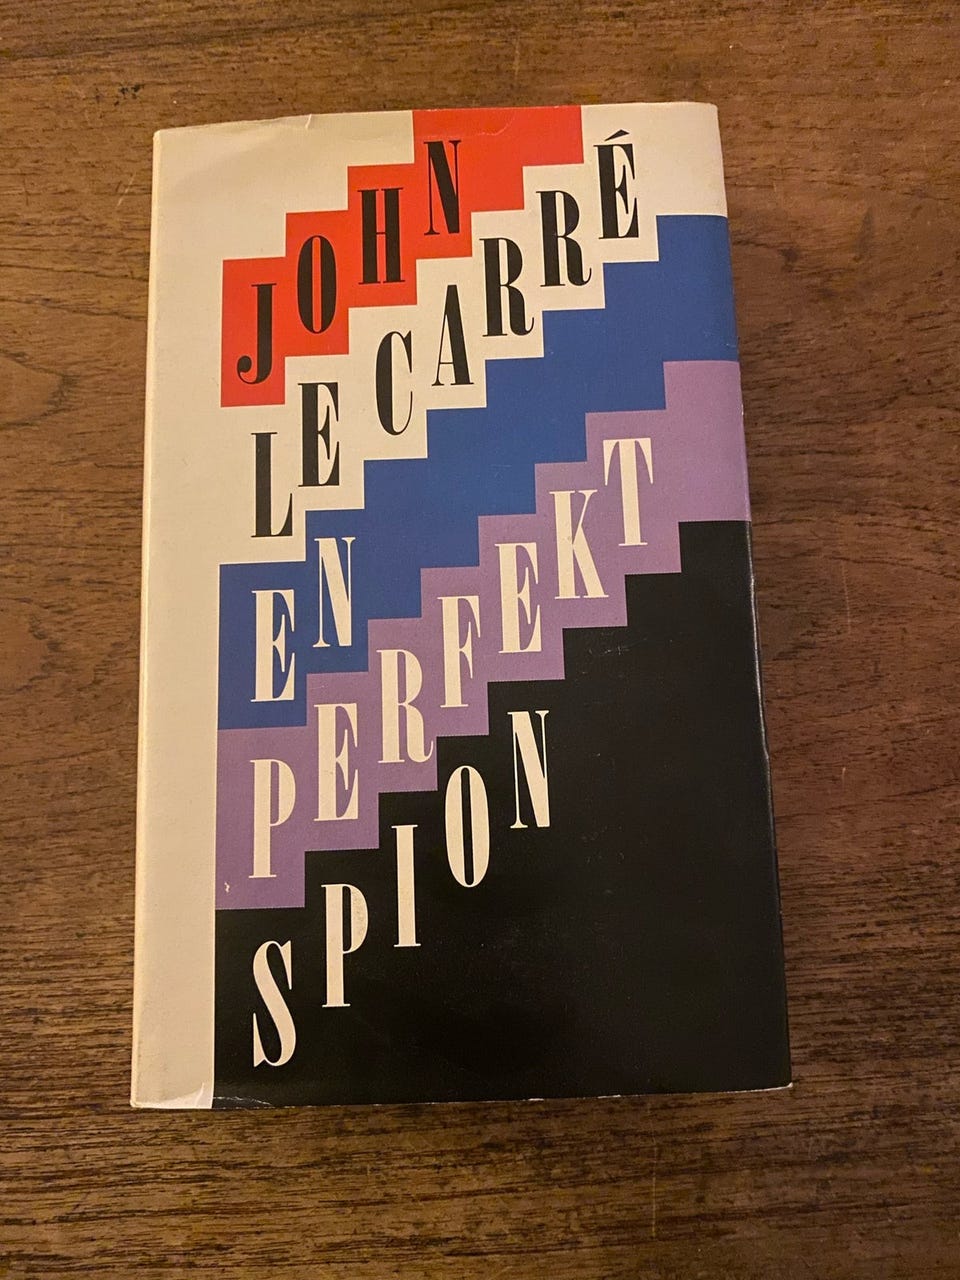 JOHN
LE CARRÉ
EN
PERFEKT
SPION